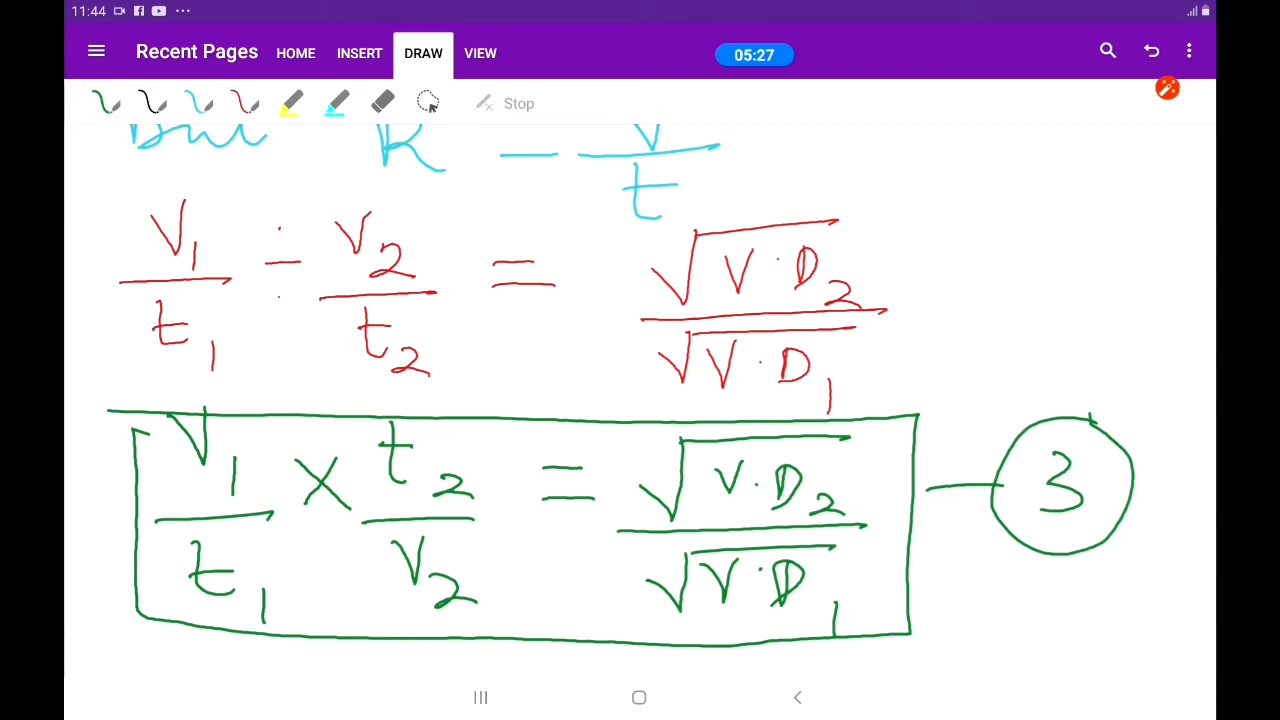 11:44
Recent Pages HOME INSERT DRAW VIEW 05:27
Stop
But R = V/t
V₁/t₁ ÷ V₂/t₂ = √(V·D₂)/√(V·D₁)
V₁/t₁ × t₂/V₂ = √(V·D₂)/√(V·D₁) — 3